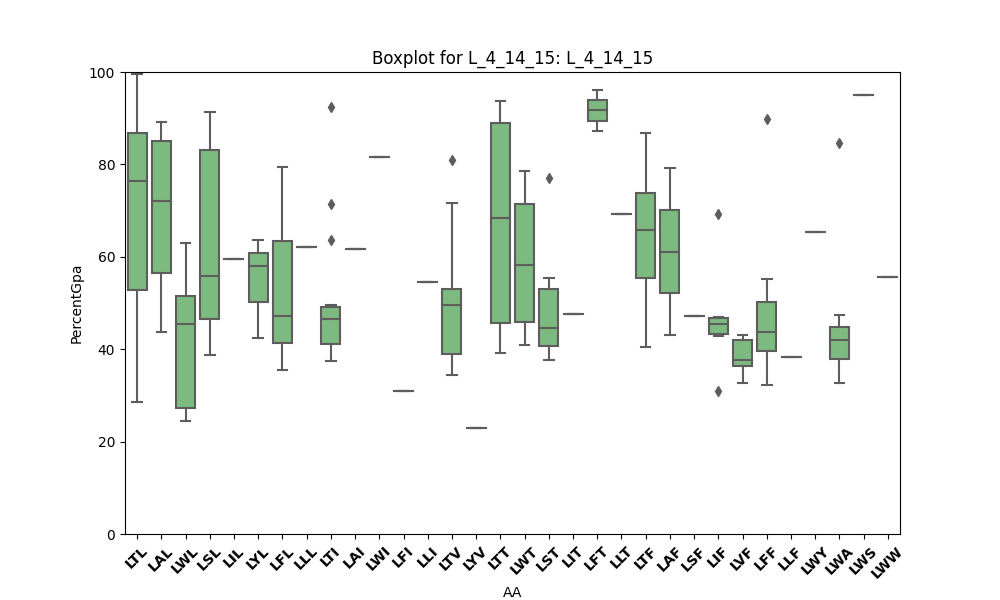 Boxplot for L_4_14_15: L_4_14_15
100
80
60
40
20
0
PercentGpa
LTL LAL LWL LSL LIL LYL LFL LLL LTI LAI LWI LFI LLI LTV LYV LTT LWT LST LIT LFT LLT LTF LAF LSF LIF LVF LFF LLF LWY LWA LWS LWW
AA